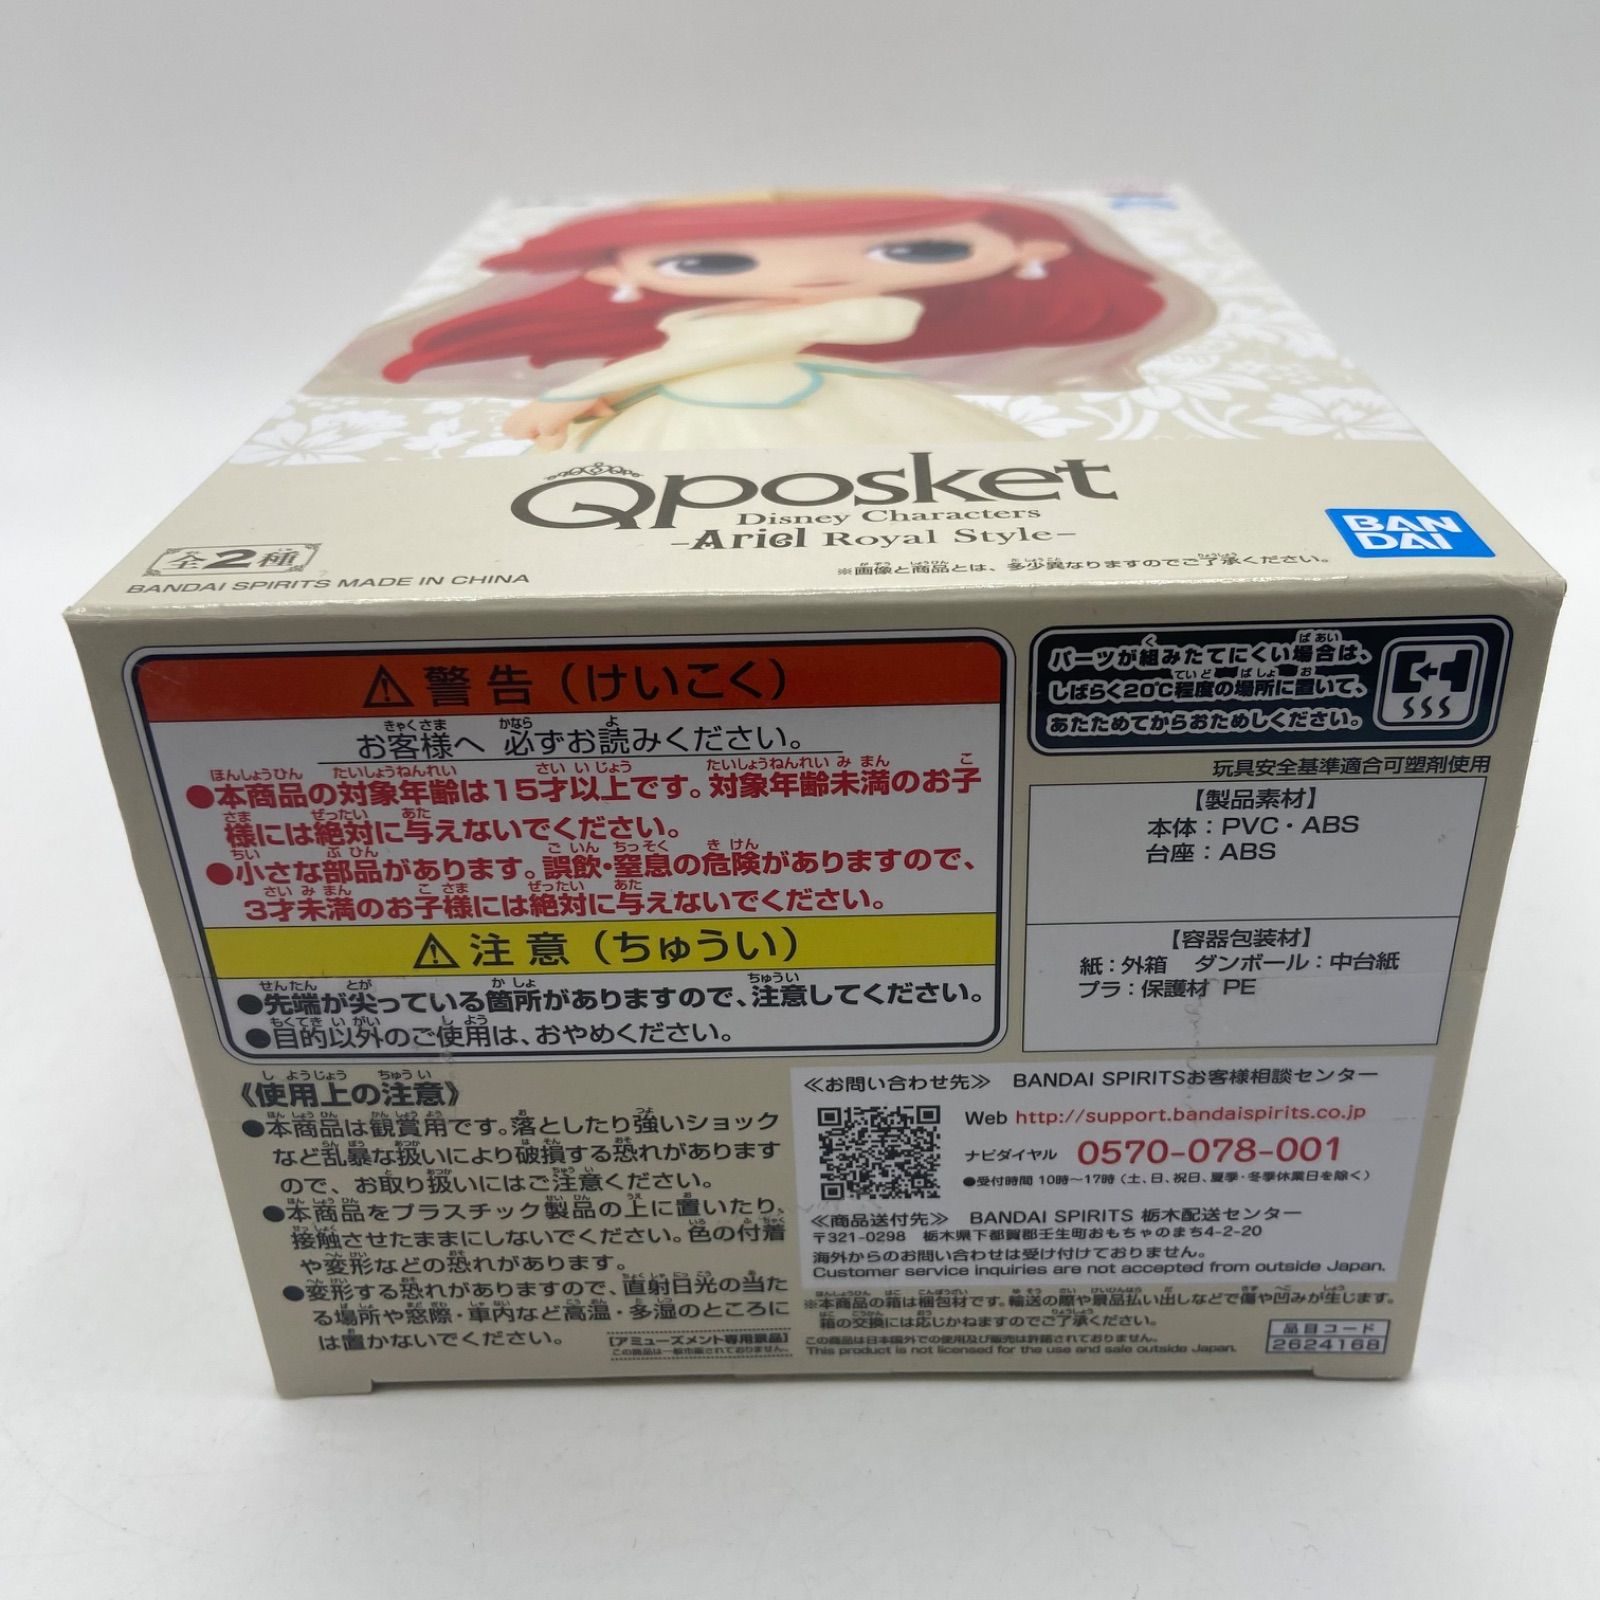 Qposket
Disney Characters
-Ariel Royal Style-
BAN
DAI
全2種
BANDAI SPIRITS MADE IN CHINA
※画像と商品とは、多少異なりますのでご了承ください。
警告（けいこく）
お客様へ 必ずお読みください。
●本商品の対象年齢は15才以上です。対象年齢未満のお子
様には絶対に与えないでください。
●小さな部品があります。誤飲・窒息の危険がありますので、
3才未満のお子様には絶対に与えないでください。
注意（ちゅうい）
●先端が尖っている箇所がありますので、注意してください。
●目的以外のご使用は、おやめください。
《使用上の注意》
●本商品は観賞用です。落としたり強いショック
など乱暴な扱いにより破損する恐れがあります
ので、お取り扱いにはご注意ください。
●本商品をプラスチック製品の上に置いたり、
接触させたままにしないでください。色の付着
や変形などの恐れがあります。
●変形する恐れがありますので、直射日光の当た
る場所や窓際・車内など高温・多湿のところに
は置かないでください。
[アミューズメント専用景品]
この商品は一般市販されておりません。
パーツが組みたてにくい場合は、
しばらく20℃程度の場所に置いて、
あたためてからおためしください。
玩具安全基準適合可塑剤使用
【製品素材】
本体：PVC・ABS
台座：ABS
【容器包装材】
紙：外箱 ダンボール：中台紙
プラ：保護材 PE
≪お問い合わせ先≫ BANDAI SPIRITSお客様相談センター
Web http://support.bandaispirits.co.jp
ナビダイヤル 0570-078-001
●受付時間 10時〜17時（土、日、祝日、夏季・冬季休業日を除く）
≪商品送付先≫ BANDAI SPIRITS 栃木配送センター
〒321-0298 栃木県下都賀郡壬生町おもちゃのまち4-2-20
海外からのお問い合わせは受け付けておりません。
Customer service inquiries are not accepted from outside Japan.
※本商品の箱は梱包材です。輸送の際や景品払い出しなどで傷や凹みが生じます。
箱の交換には応じかねますのでご了承ください。
この商品は日本国外での使用及び販売は許諾されておりません。
This product is not licensed for the use and sale outside Japan.
品目コード
2624168